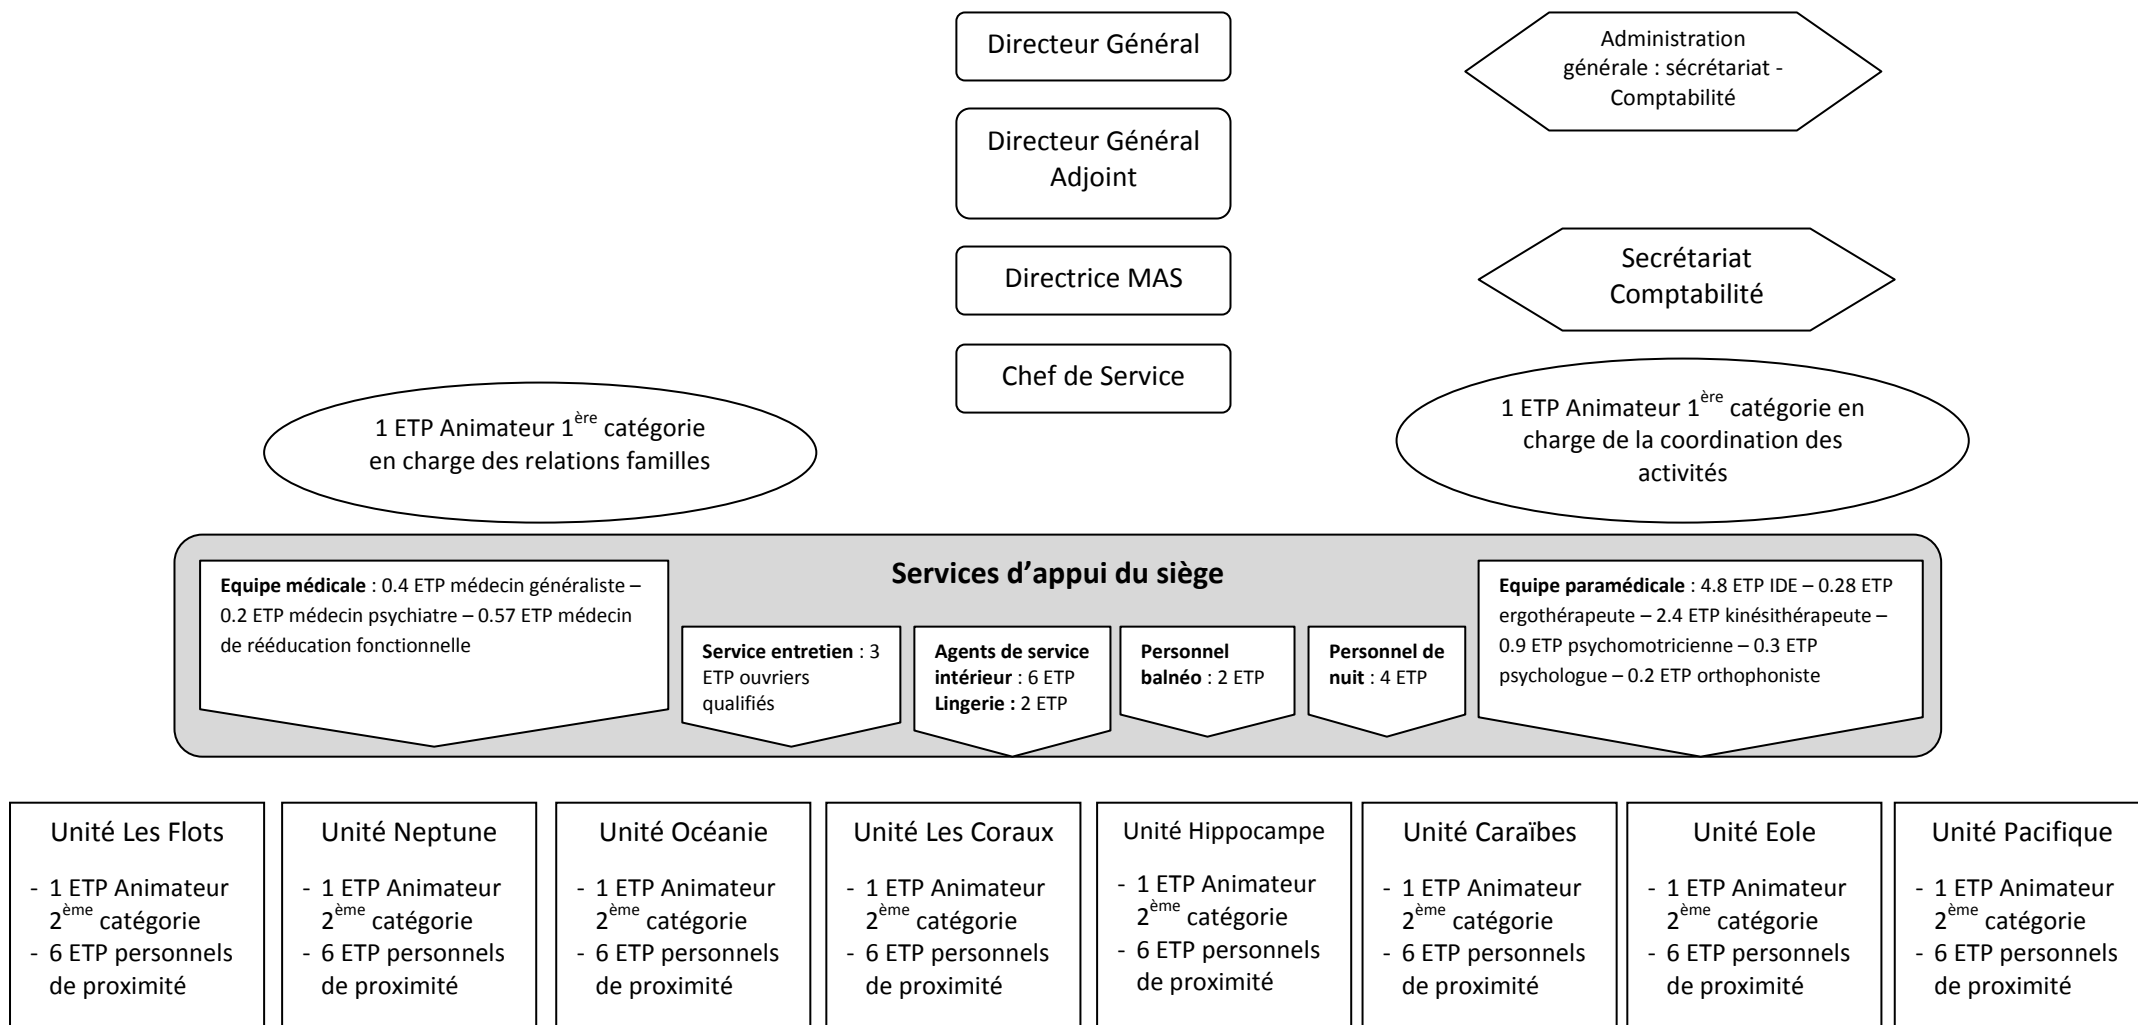 Directeur Général
Administration
générale : sécrétariat -
Comptabilité
Directeur Général
Adjoint
Directrice MAS
Secrétariat
Comptabilité
Chef de Service
1 ETP Animateur 1ère catégorie
en charge des relations familles
1 ETP Animateur 1ère catégorie en
charge de la coordination des
activités
Services d’appui du siège
Equipe médicale : 0.4 ETP médecin généraliste –
0.2 ETP médecin psychiatre – 0.57 ETP médecin
de rééducation fonctionnelle
Service entretien : 3
ETP ouvriers
qualifiés
Agents de service
intérieur : 6 ETP
Lingerie : 2 ETP
Personnel
balnéo : 2 ETP
Personnel de
nuit : 4 ETP
Equipe paramédicale : 4.8 ETP IDE – 0.28 ETP
ergothérapeute – 2.4 ETP kinésithérapeute –
0.9 ETP psychomotricienne – 0.3 ETP
psychologue – 0.2 ETP orthophoniste
Unité Les Flots
- 1 ETP Animateur
2ème catégorie
- 6 ETP personnels
de proximité
Unité Neptune
- 1 ETP Animateur
2ème catégorie
- 6 ETP personnels
de proximité
Unité Océanie
- 1 ETP Animateur
2ème catégorie
- 6 ETP personnels
de proximité
Unité Les Coraux
- 1 ETP Animateur
2ème catégorie
- 6 ETP personnels
de proximité
Unité Hippocampe
- 1 ETP Animateur
2ème catégorie
- 6 ETP personnels
de proximité
Unité Caraïbes
- 1 ETP Animateur
2ème catégorie
- 6 ETP personnels
de proximité
Unité Eole
- 1 ETP Animateur
2ème catégorie
- 6 ETP personnels
de proximité
Unité Pacifique
- 1 ETP Animateur
2ème catégorie
- 6 ETP personnels
de proximité